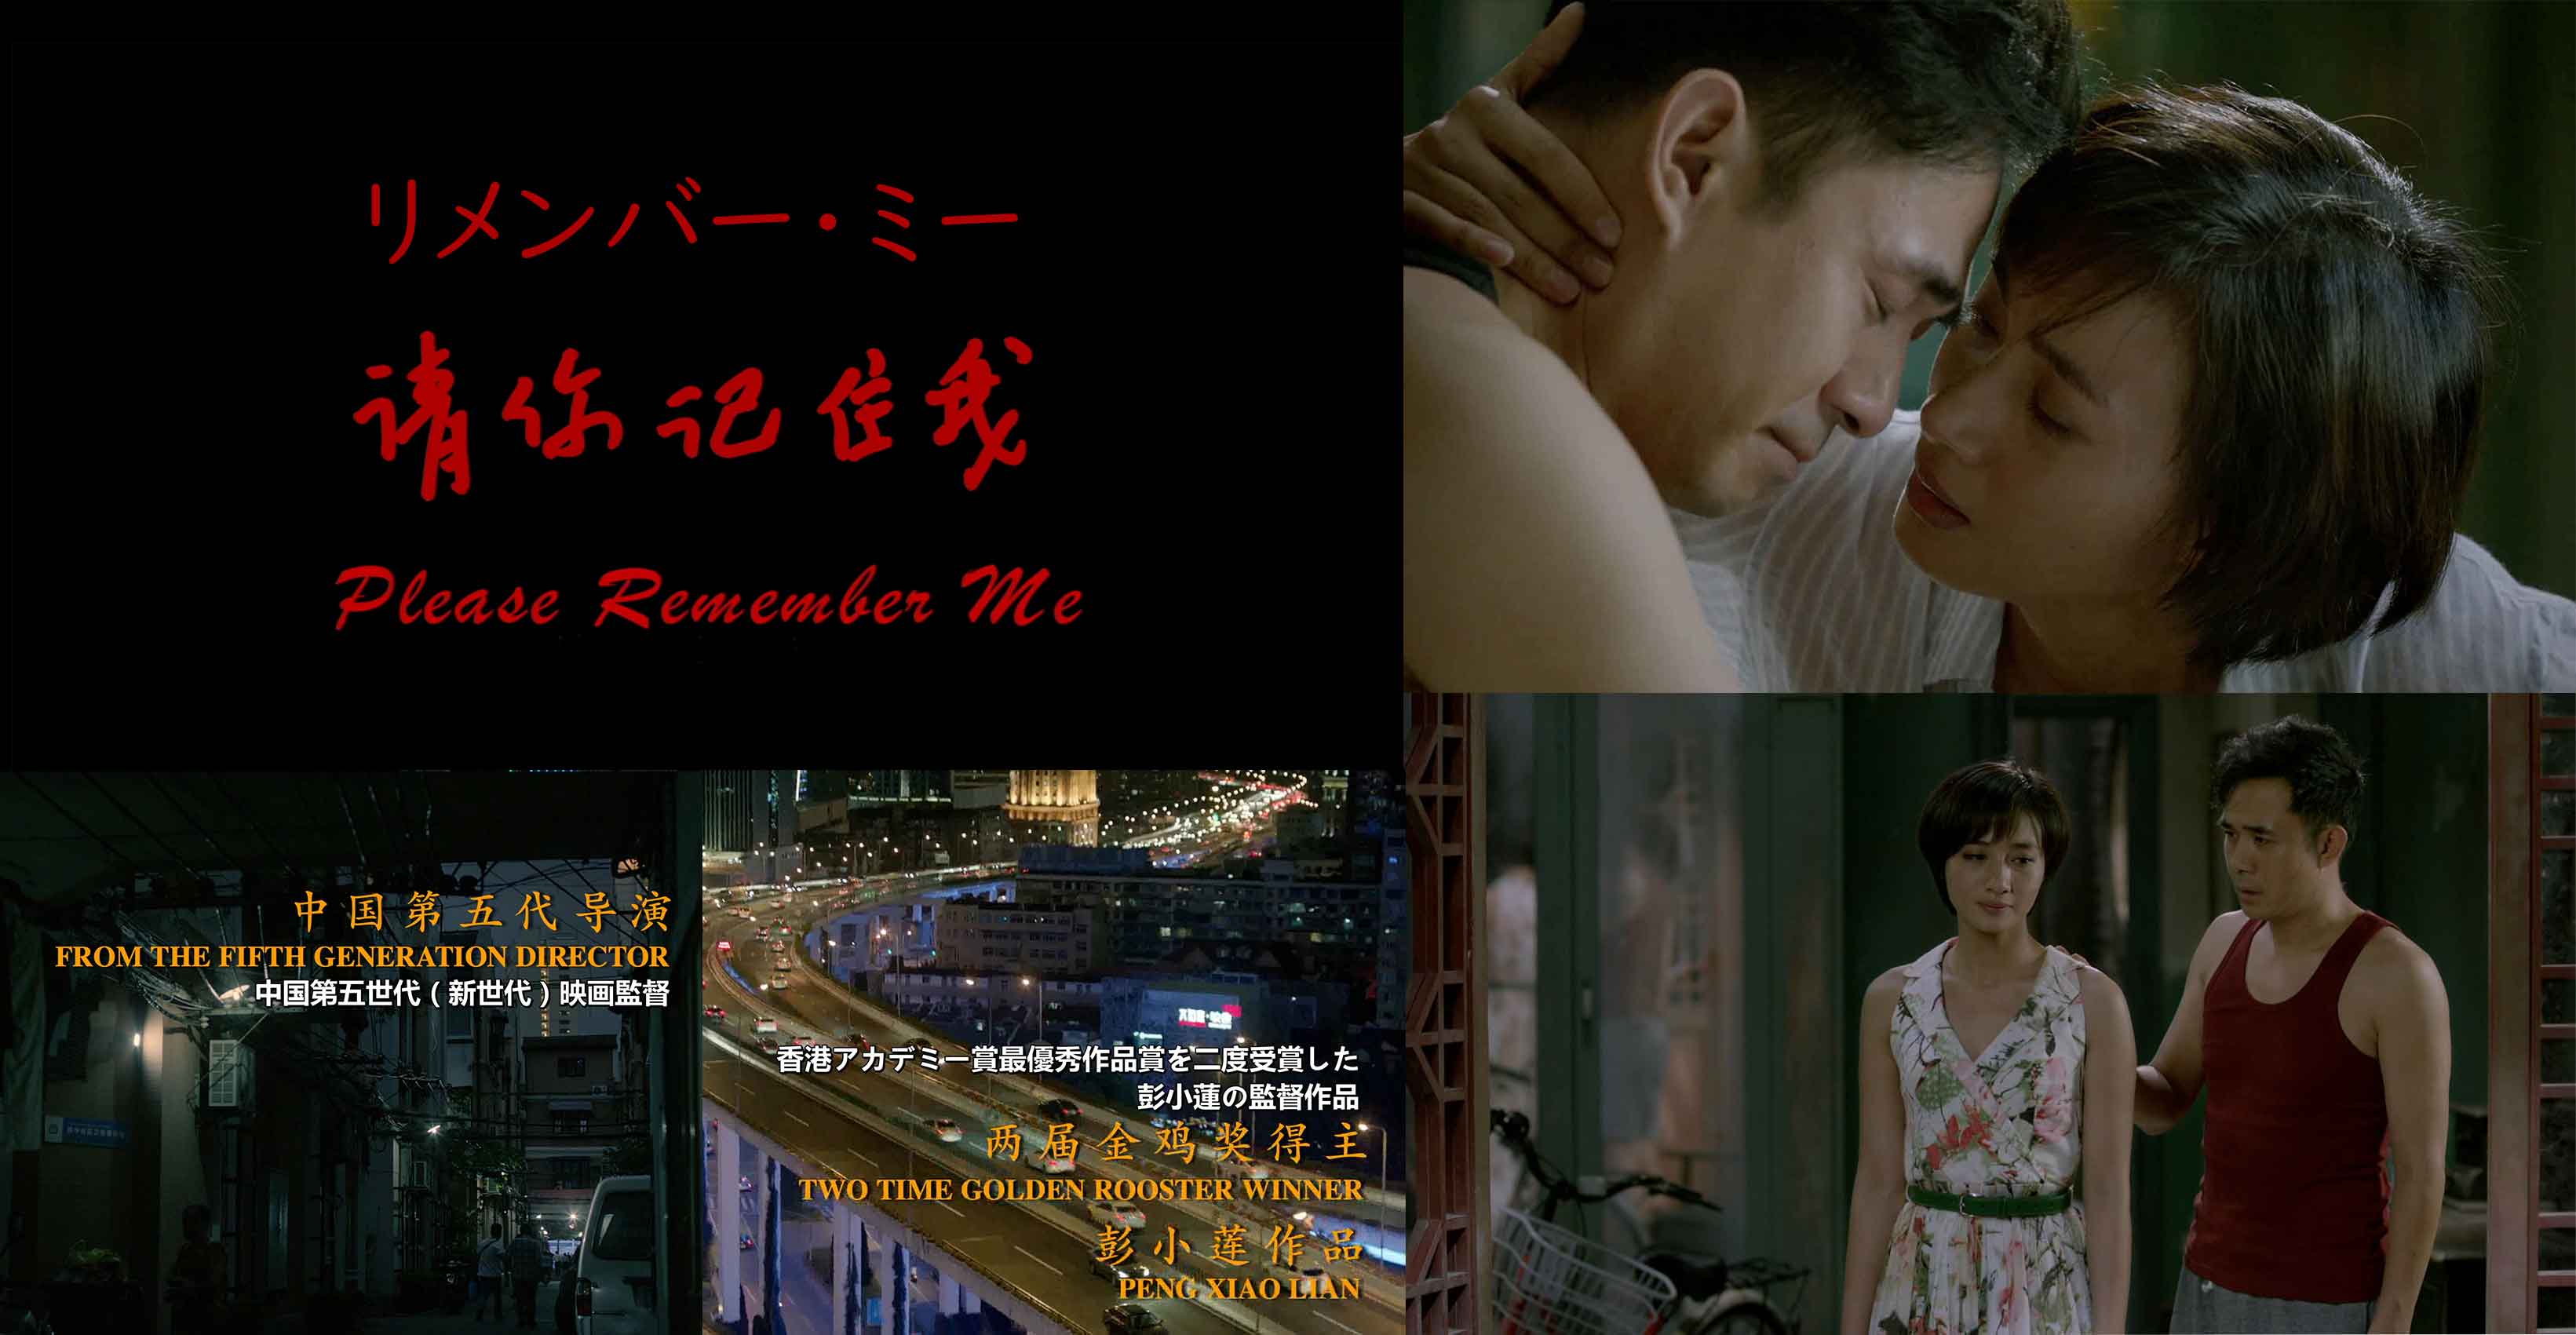 リメンバー・ミー
请你记住我
Please Remember Me
中国第五代导演
FROM THE FIFTH GENERATION DIRECTOR
中国第五世代（新世代）映画監督
香港アカデミー賞最優秀作品賞を二度受賞した
彭小蓮の監督作品
两届金鸡奖得主
TWO TIME GOLDEN ROOSTER WINNER
彭小莲作品
PENG XIAO LIAN